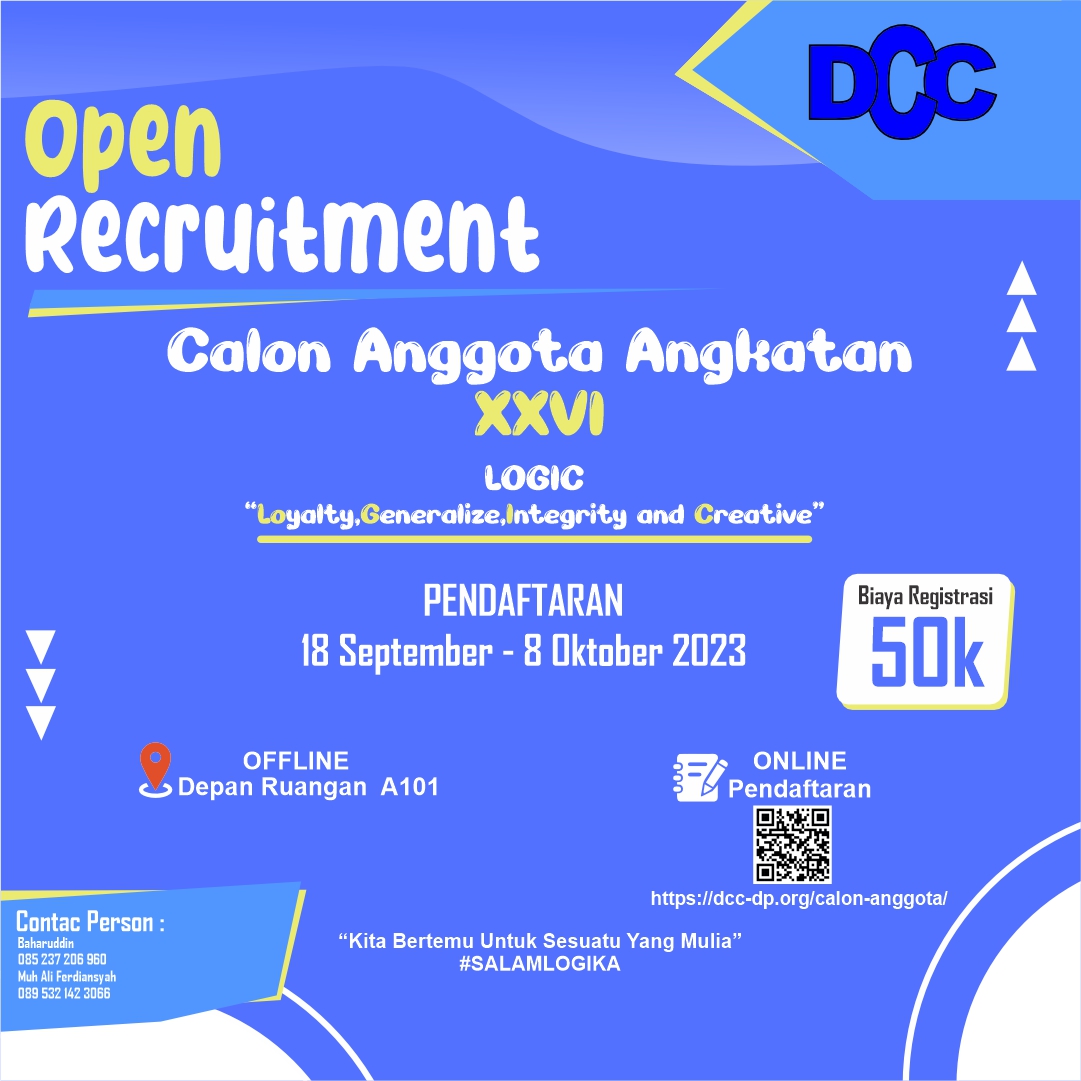 DCC
Open
Recruitment
Calon Anggota Angkatan
XXVI
LOGIC
“Loyalty,Generalize,Integrity and Creative”
PENDAFTARAN
18 September - 8 Oktober 2023
Biaya Registrasi
50k
OFFLINE
Depan Ruangan A101
ONLINE
Pendaftaran
https://dcc-dp.org/calon-anggota/
Contac Person :
Baharuddin
085 237 206 960
Muh Ali Ferdiansyah
089 532 142 3066
“Kita Bertemu Untuk Sesuatu Yang Mulia”
#SALAMLOGIKA